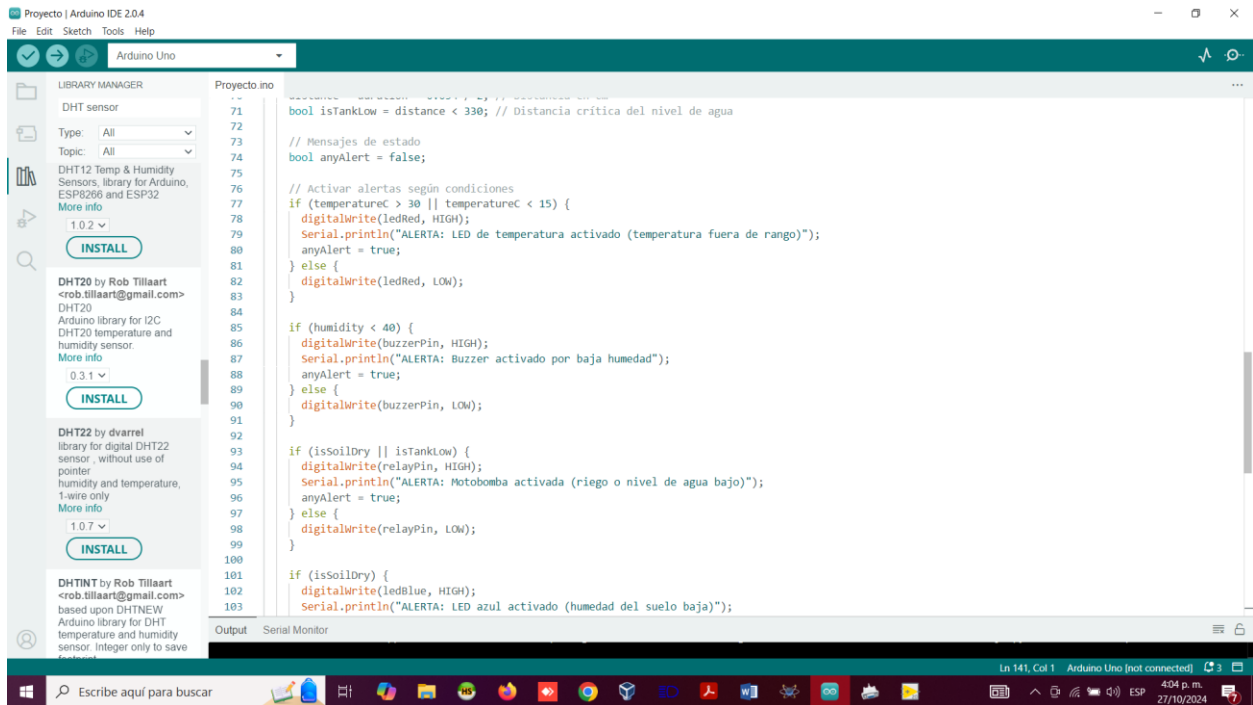 Proyecto | Arduino IDE 2.0.4
File Edit Sketch Tools Help
Arduino Uno
LIBRARY MANAGER
DHT sensor
Type: All
Topic: All
DHT12 Temp & Humidity
Sensors, library for Arduino,
ESP8266 and ESP32
More info
1.0.2
INSTALL
DHT20 by Rob Tillaart
<rob.tillaart@gmail.com>
DHT20
Arduino library for I2C
DHT20 temperature and
humidity sensor.
More info
0.3.1
INSTALL
DHT22 by dvarrel
library for digital DHT22
sensor , without use of
pointer
humidity and temperature,
1-wire only
More info
1.0.7
INSTALL
DHTINT by Rob Tillaart
<rob.tillaart@gmail.com>
based upon DHTNEW
Arduino library for DHT
temperature and humidity
sensor. Integer only to save
Proyecto.ino
71 bool isTankLow = distance < 330; // Distancia crítica del nivel de agua
72
73 // Mensajes de estado
74 bool anyAlert = false;
75
76 // Activar alertas según condiciones
77 if (temperatureC > 30 || temperatureC < 15) {
78 digitalWrite(ledRed, HIGH);
79 Serial.println("ALERTA: LED de temperatura activado (temperatura fuera de rango)");
80 anyAlert = true;
81 } else {
82 digitalWrite(ledRed, LOW);
83 }
84
85 if (humidity < 40) {
86 digitalWrite(buzzerPin, HIGH);
87 Serial.println("ALERTA: Buzzer activado por baja humedad");
88 anyAlert = true;
89 } else {
90 digitalWrite(buzzerPin, LOW);
91 }
92
93 if (isSoilDry || isTankLow) {
94 digitalWrite(relayPin, HIGH);
95 Serial.println("ALERTA: Motobomba activada (riego o nivel de agua bajo)");
96 anyAlert = true;
97 } else {
98 digitalWrite(relayPin, LOW);
99 }
100
101 if (isSoilDry) {
102 digitalWrite(ledBlue, HIGH);
103 Serial.println("ALERTA: LED azul activado (humedad del suelo baja)");
Output Serial Monitor
Ln 141, Col 1 Arduino Uno [not connected] 3
Escribe aquí para buscar
ESP
4:04 p. m.
27/10/2024
7